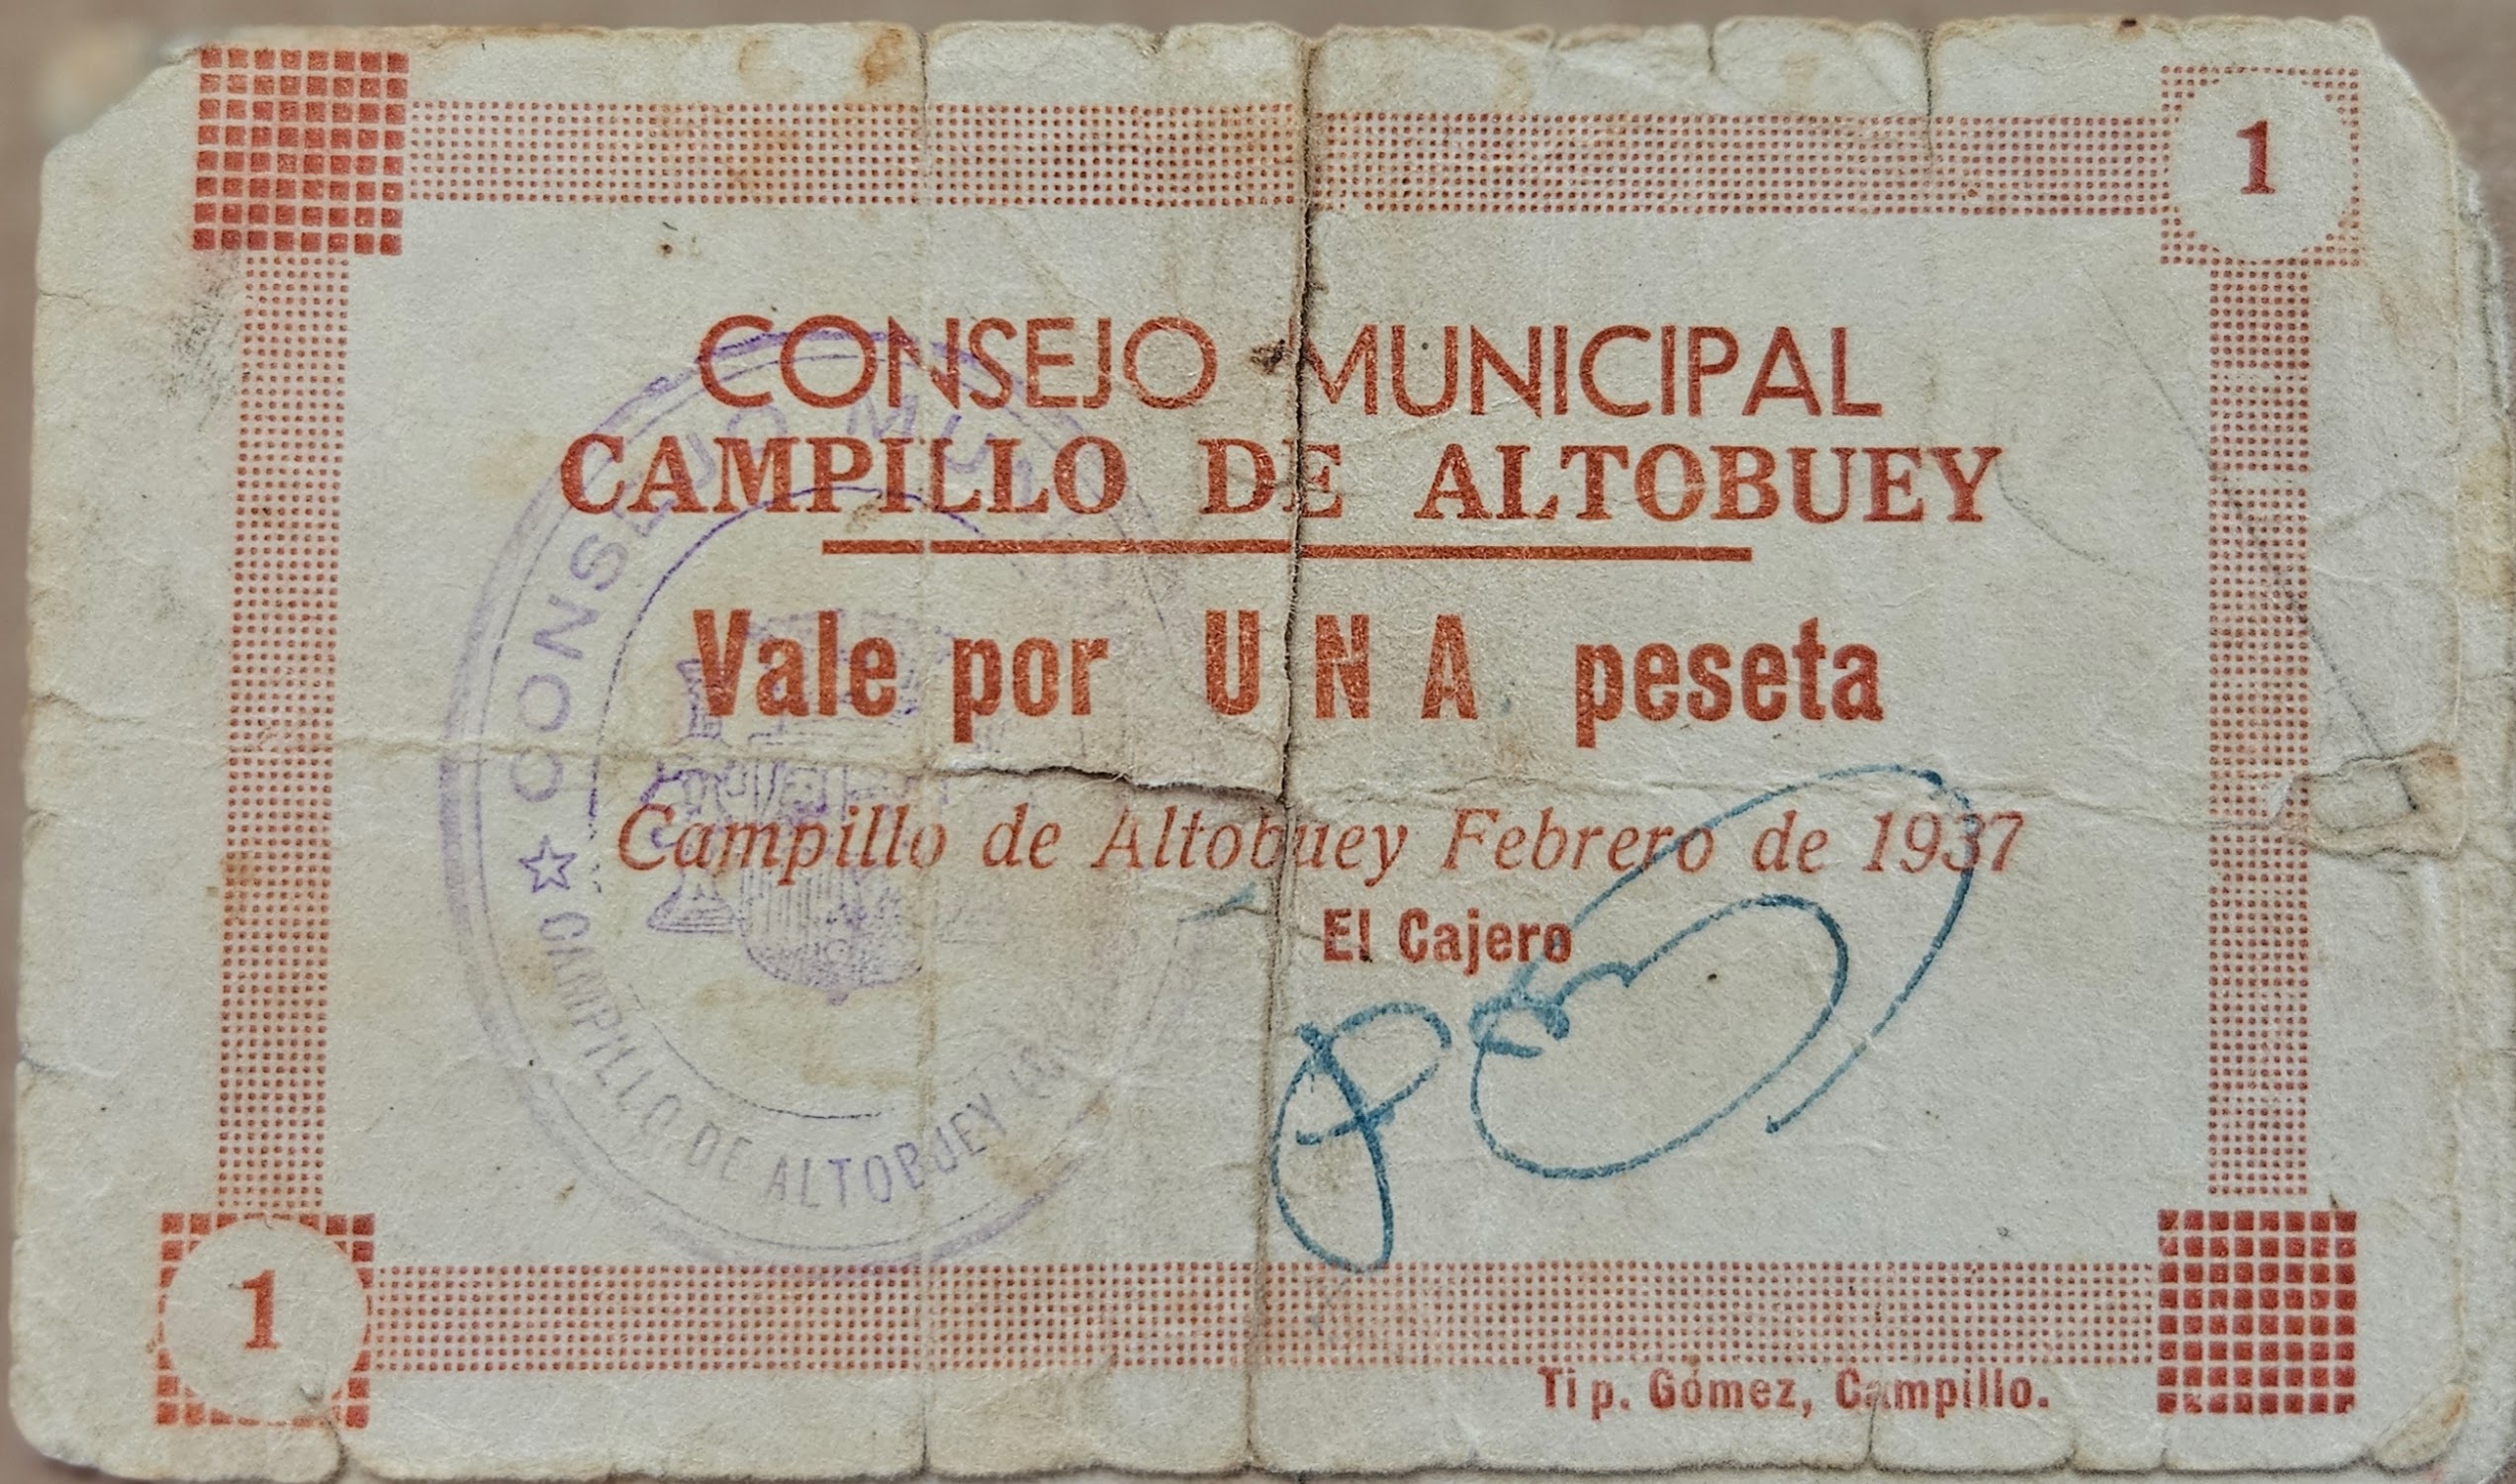 1
CONSEJO MUNICIPAL
CAMPILLO DE ALTOBUEY
Vale por UNA peseta
Campillo de Altobuey Febrero de 1937
El Cajero
CONSEJO
CAMPILLO DE ALTOBUEY
1
Tip. Gómez, Campillo.